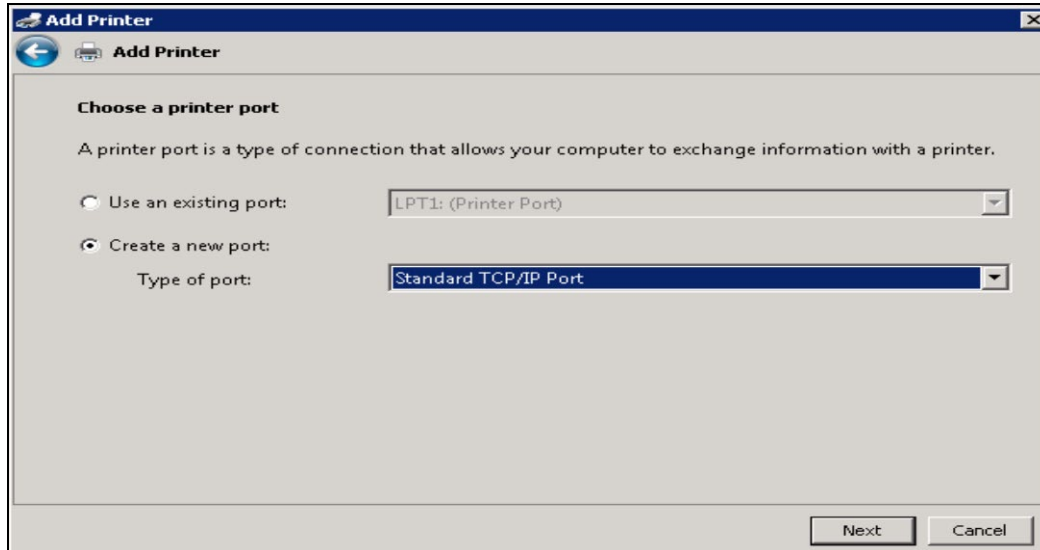 Add Printer
Add Printer
Choose a printer port
A printer port is a type of connection that allows your computer to exchange information with a printer.
Use an existing port: LPT1: (Printer Port)
Create a new port:
Type of port: Standard TCP/IP Port
Next Cancel